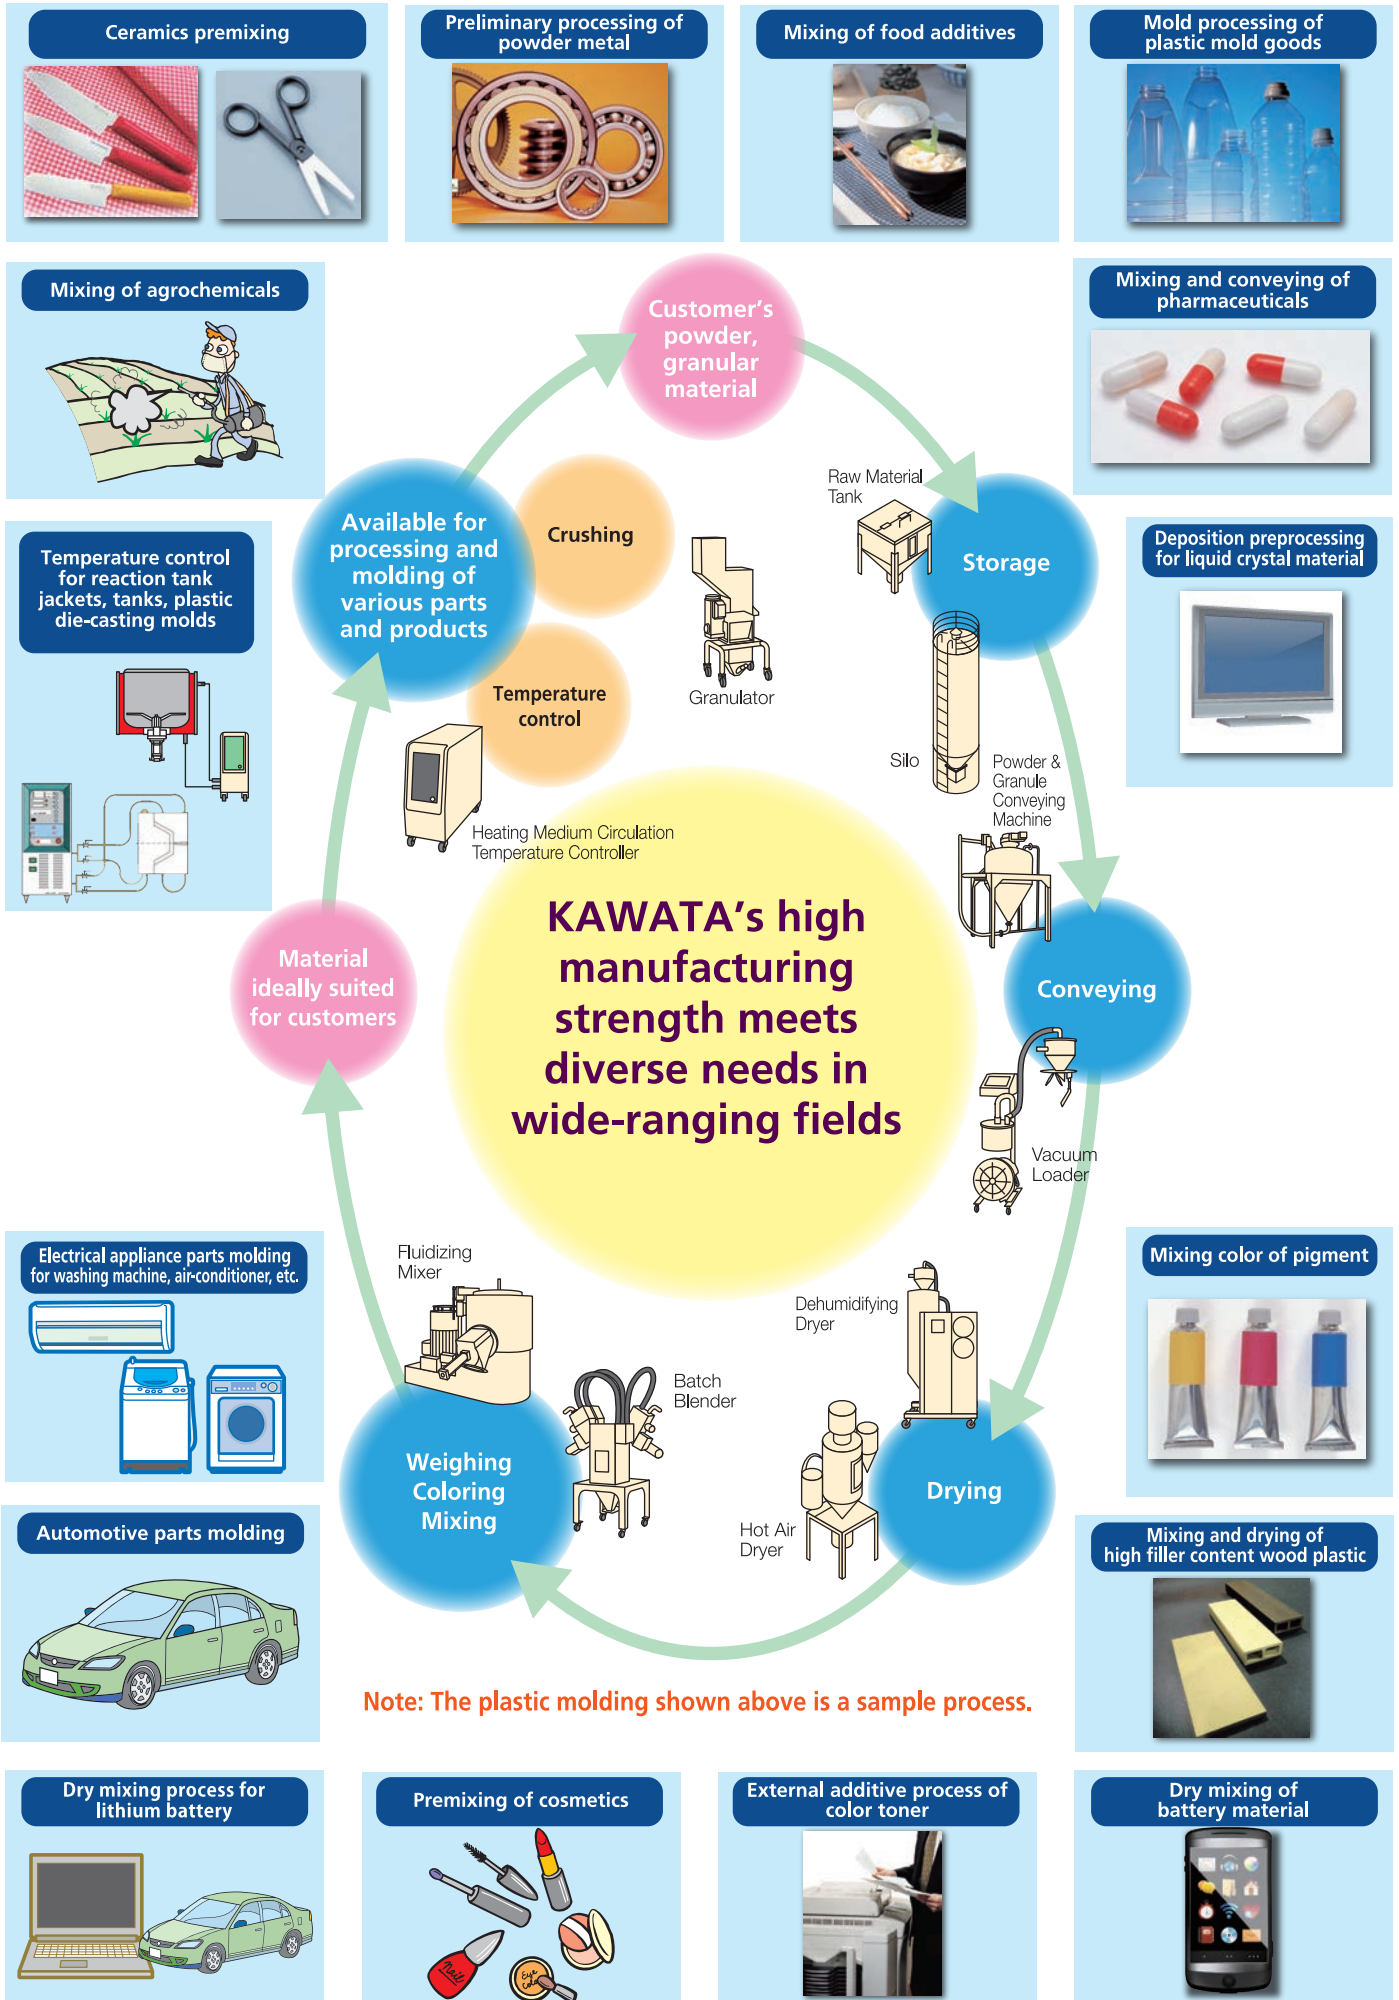 Ceramics premixing
Preliminary processing of
powder metal
Mixing of food additives
Mold processing of
plastic mold goods
Mixing of agrochemicals
Customer's
powder,
granular
material
Mixing and conveying of
pharmaceuticals
Available for
processing and
molding of
various parts
and products
Crushing
Granulator
Raw Material
Tank
Storage
Temperature control
for reaction tank
jackets, tanks, plastic
die-casting molds
Deposition preprocessing
for liquid crystal material
Temperature
control
Silo
Powder &
Granule
Conveying
Machine
Heating Medium Circulation
Temperature Controller
KAWATA's high
manufacturing
strength meets
diverse needs in
wide-ranging fields
Material
ideally suited
for customers
Conveying
Vacuum
Loader
Electrical appliance parts molding
for washing machine, air-conditioner, etc.
Fluidizing
Mixer
Mixing color of pigment
Dehumidifying
Dryer
Batch
Blender
Weighing
Coloring
Mixing
Drying
Hot Air
Dryer
Automotive parts molding
Mixing and drying of
high filler content wood plastic
Note: The plastic molding shown above is a sample process.
Dry mixing process for
lithium battery
Premixing of cosmetics
Nail
Eye
Color
External additive process of
color toner
Dry mixing of
battery material